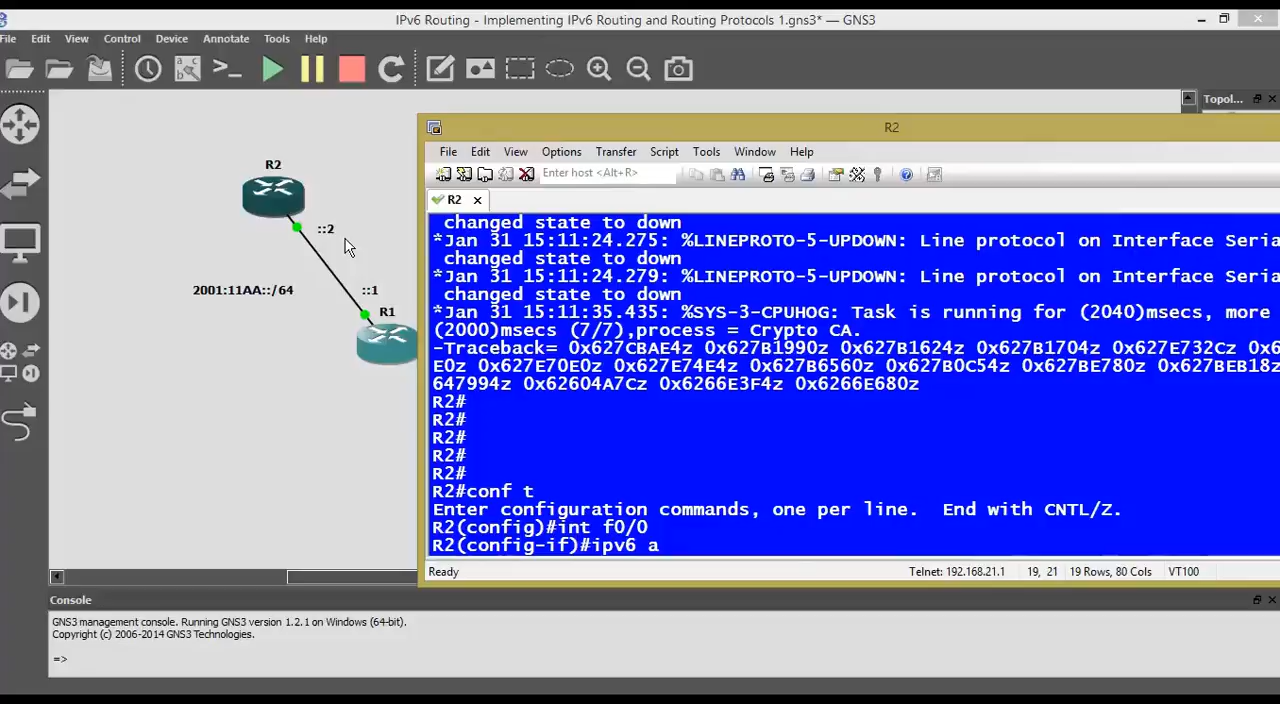 IPv6 Routing - Implementing IPv6 Routing and Routing Protocols 1.gns3* — GNS3
File Edit View Control Device Annotate Tools Help
Topol...
R2
::2
2001:11AA::/64
::1
R1
R2
File Edit View Options Transfer Script Tools Window Help
Enter host <Alt+R>
R2
changed state to down
*Jan 31 15:11:24.275: %LINEPROTO-5-UPDOWN: Line protocol on Interface Seria
changed state to down
*Jan 31 15:11:24.279: %LINEPROTO-5-UPDOWN: Line protocol on Interface Seria
changed state to down
*Jan 31 15:11:35.435: %SYS-3-CPUHOG: Task is running for (2040)msecs, more
(2000)msecs (7/7),process = Crypto CA.
-Traceback= 0x627CBAE4z 0x627B1990z 0x627B1624z 0x627B1704z 0x627E732Cz 0x6
E0z 0x627E70E0z 0x627E74E4z 0x627B6560z 0x627B0C54z 0x627BE780z 0x627BEB18z
647994z 0x62604A7Cz 0x6266E3F4z 0x6266E680z
R2#
R2#
R2#
R2#
R2#
R2#conf t
Enter configuration commands, one per line.  End with CNTL/Z.
R2(config)#int f0/0
R2(config-if)#ipv6 a
Ready
Telnet: 192.168.21.1 19, 21 19 Rows, 80 Cols VT100
Console
GNS3 management console. Running GNS3 version 1.2.1 on Windows (64-bit).
Copyright (c) 2006-2014 GNS3 Technologies.
=>